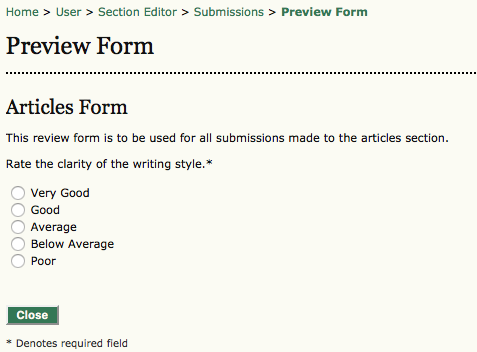 Home > User > Section Editor > Submissions > Preview Form
Preview Form
Articles Form
This review form is to be used for all submissions made to the articles section.
Rate the clarity of the writing style.*
Very Good
Good
Average
Below Average
Poor
Close
* Denotes required field